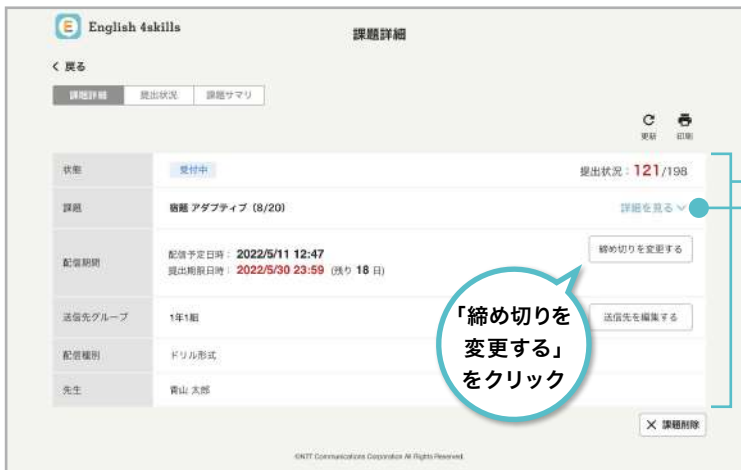 E English 4skills
課題詳細
戻る
課題詳細 提出状況 課題サマリ
更新 印刷
状態 受付中 提出状況：121/198
課題 宿題 アダプティブ（8/20） 詳細を見る
配信期間 配信予定日時： 2022/5/11 12:47
提出期限日時： 2022/5/30 23:59 (残り 18 日)
締め切りを変更する
送信先グループ 1年1組 送信先を編集する
「締め切りを
変更する」
をクリック
配信種別 ドリル形式
先生 青山 太郎
課題削除
©NTT Communications Corporation All Rights Reserved.